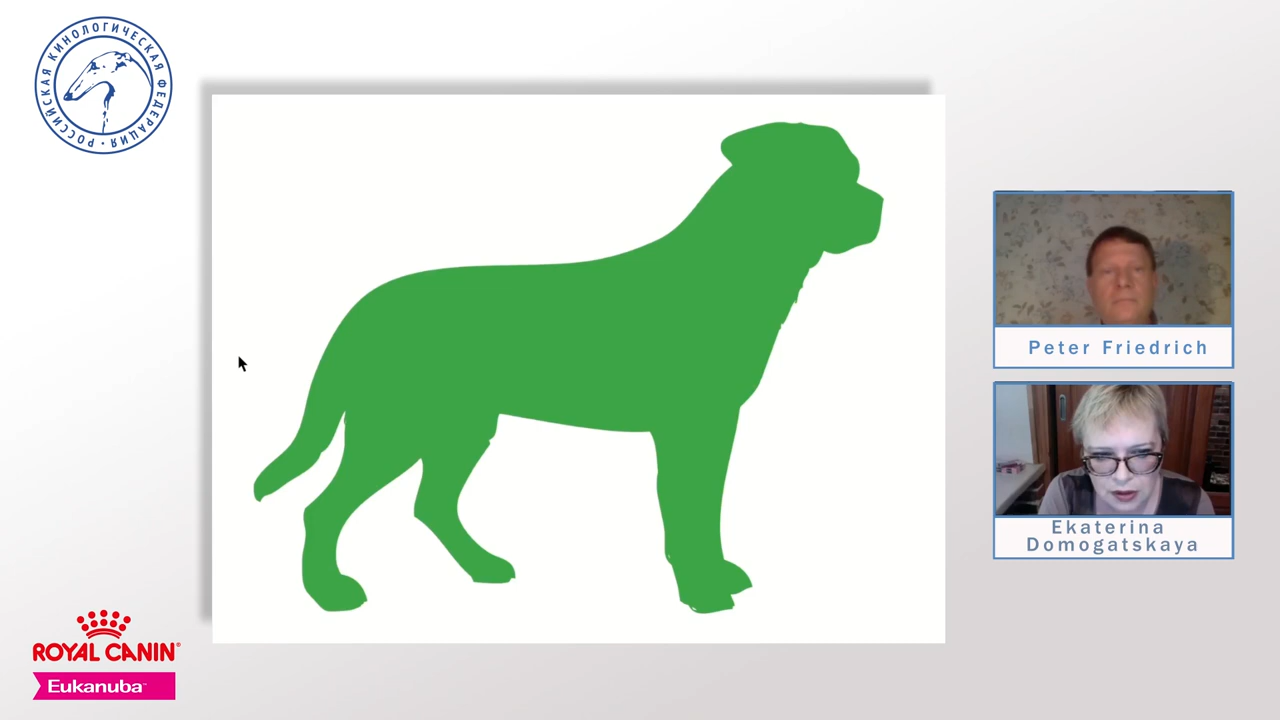 РОССИЙСКАЯ КИНОЛОГИЧЕСКАЯ ФЕДЕРАЦИЯ
Peter Friedrich
Ekaterina
Domogatskaya
ROYAL CANIN
Eukanuba